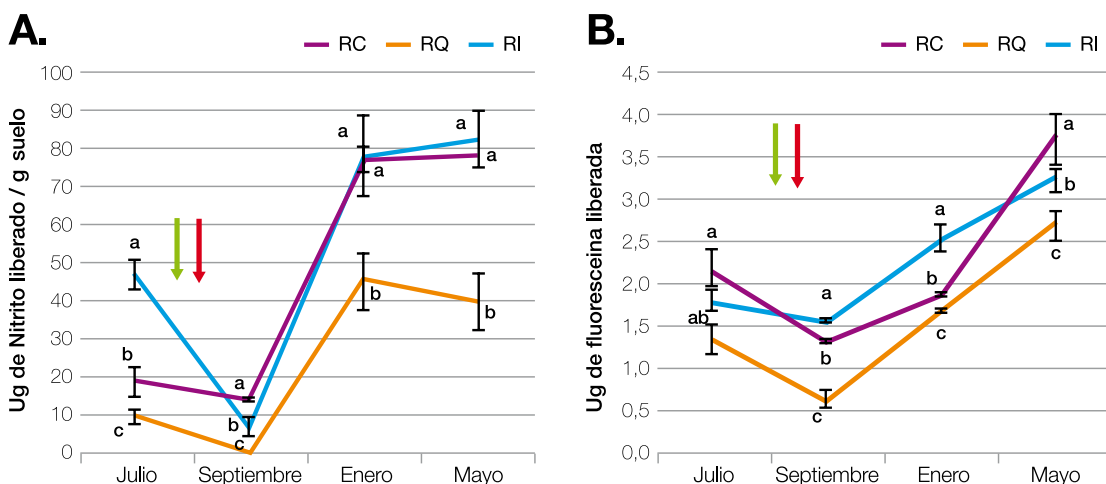 A.
RC RQ RI
Ug de Nitrito liberado / g suelo
100
90
80
70
60
50
40
30
20
10
0
a
b
c
a
b
c
a
a
b
a
a
b
Julio Septiembre Enero Mayo
B.
RC RQ RI
Ug de fluoresceina liberada
4,5
4,0
3,5
3,0
2,5
2,0
1,5
1,0
0,5
0,0
a
ab
a
b
c
a
b
c
a
b
c
Julio Septiembre Enero Mayo